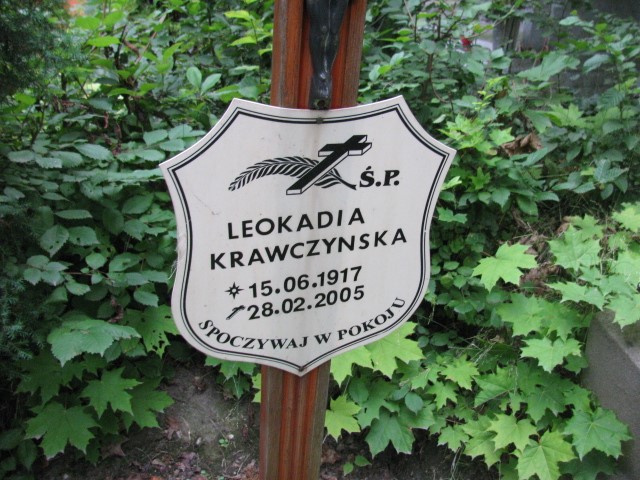 Ś.P.
LEOKADIA
KRAWCZYNSKA
15.06.1917
28.02.2005
SPOCZYWAJ W POKOJU